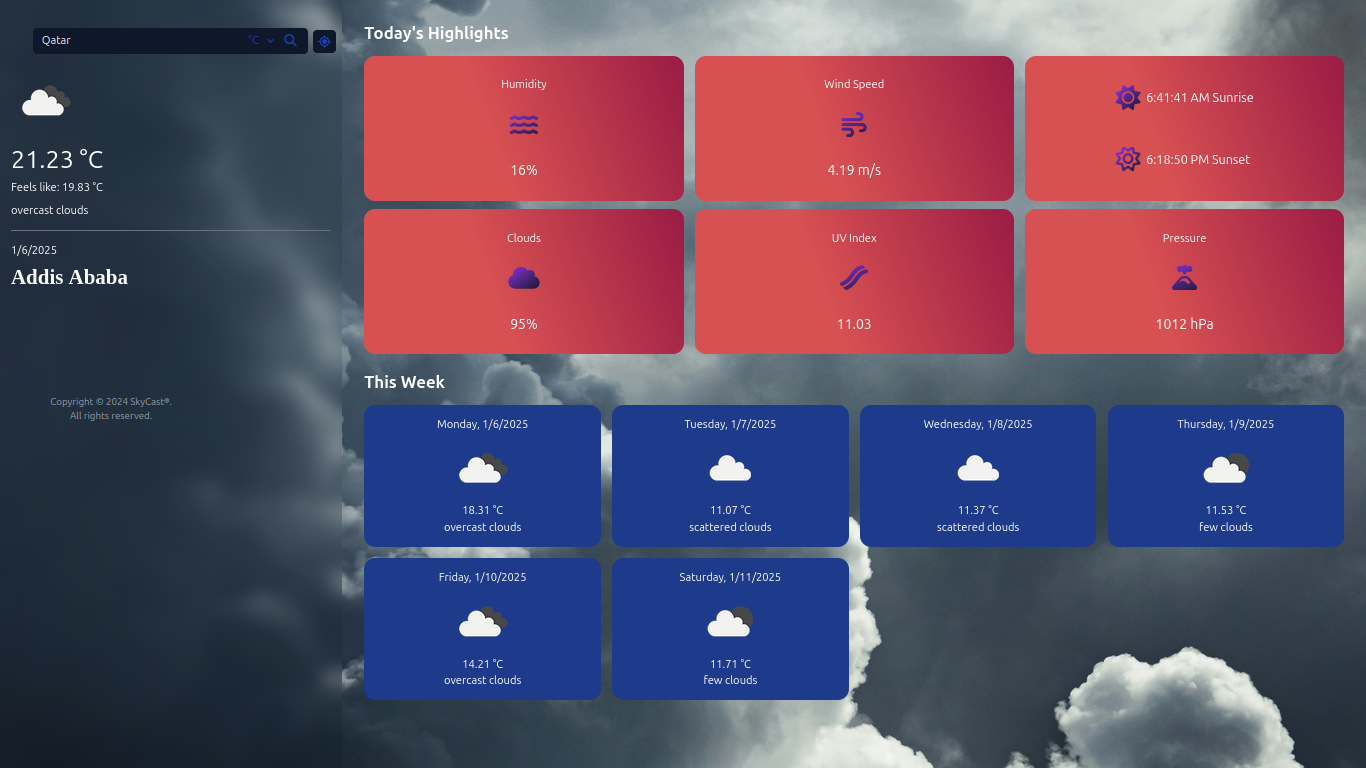 Qatar
°C
21.23 °C
Feels like: 19.83 °C
overcast clouds
1/6/2025
Addis Ababa
Copyright © 2024 SkyCast®.
All rights reserved.
Today's Highlights
Humidity
16%
Wind Speed
4.19 m/s
6:41:41 AM Sunrise
6:18:50 PM Sunset
Clouds
95%
UV Index
11.03
Pressure
1012 hPa
This Week
Monday, 1/6/2025
18.31 °C
overcast clouds
Tuesday, 1/7/2025
11.07 °C
scattered clouds
Wednesday, 1/8/2025
11.37 °C
scattered clouds
Thursday, 1/9/2025
11.53 °C
few clouds
Friday, 1/10/2025
14.21 °C
overcast clouds
Saturday, 1/11/2025
11.71 °C
few clouds